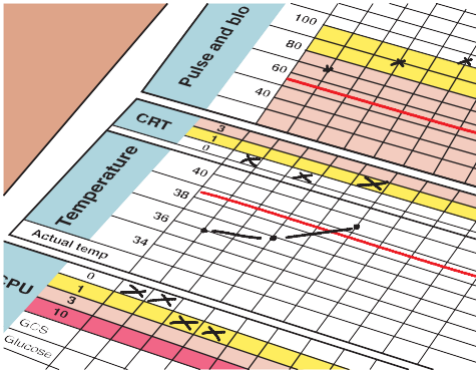 Pulse and blo
100
80
60
40
CRT
3
1
0
Temperature
40
38
36
34
Actual temp
CPU
0
1
3
10
GCS
Glucose